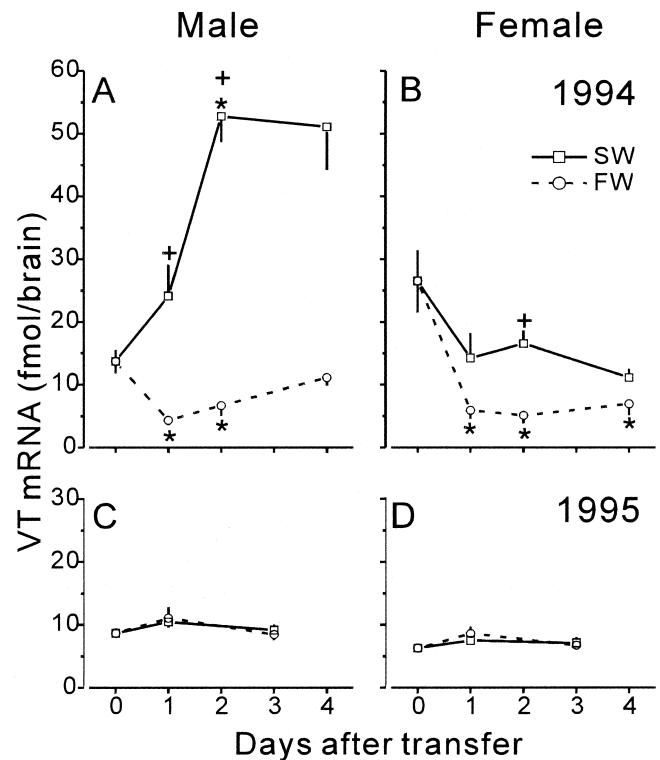 Male Female
A B 1994
SW
FW
60
50
40
30
20
10
0
+
*
+
*
*
+
*
*
*
VT mRNA (fmol/brain)
C D 1995
30
20
10
0
0 1 2 3 4 0 1 2 3 4
Days after transfer